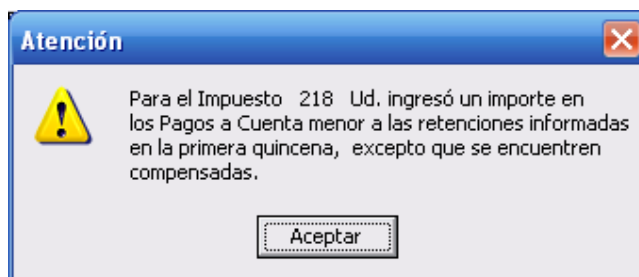 Atención
Para el Impuesto 218 Ud. ingresó un importe en
los Pagos a Cuenta menor a las retenciones informadas
en la primera quincena, excepto que se encuentren
compensadas.
Aceptar